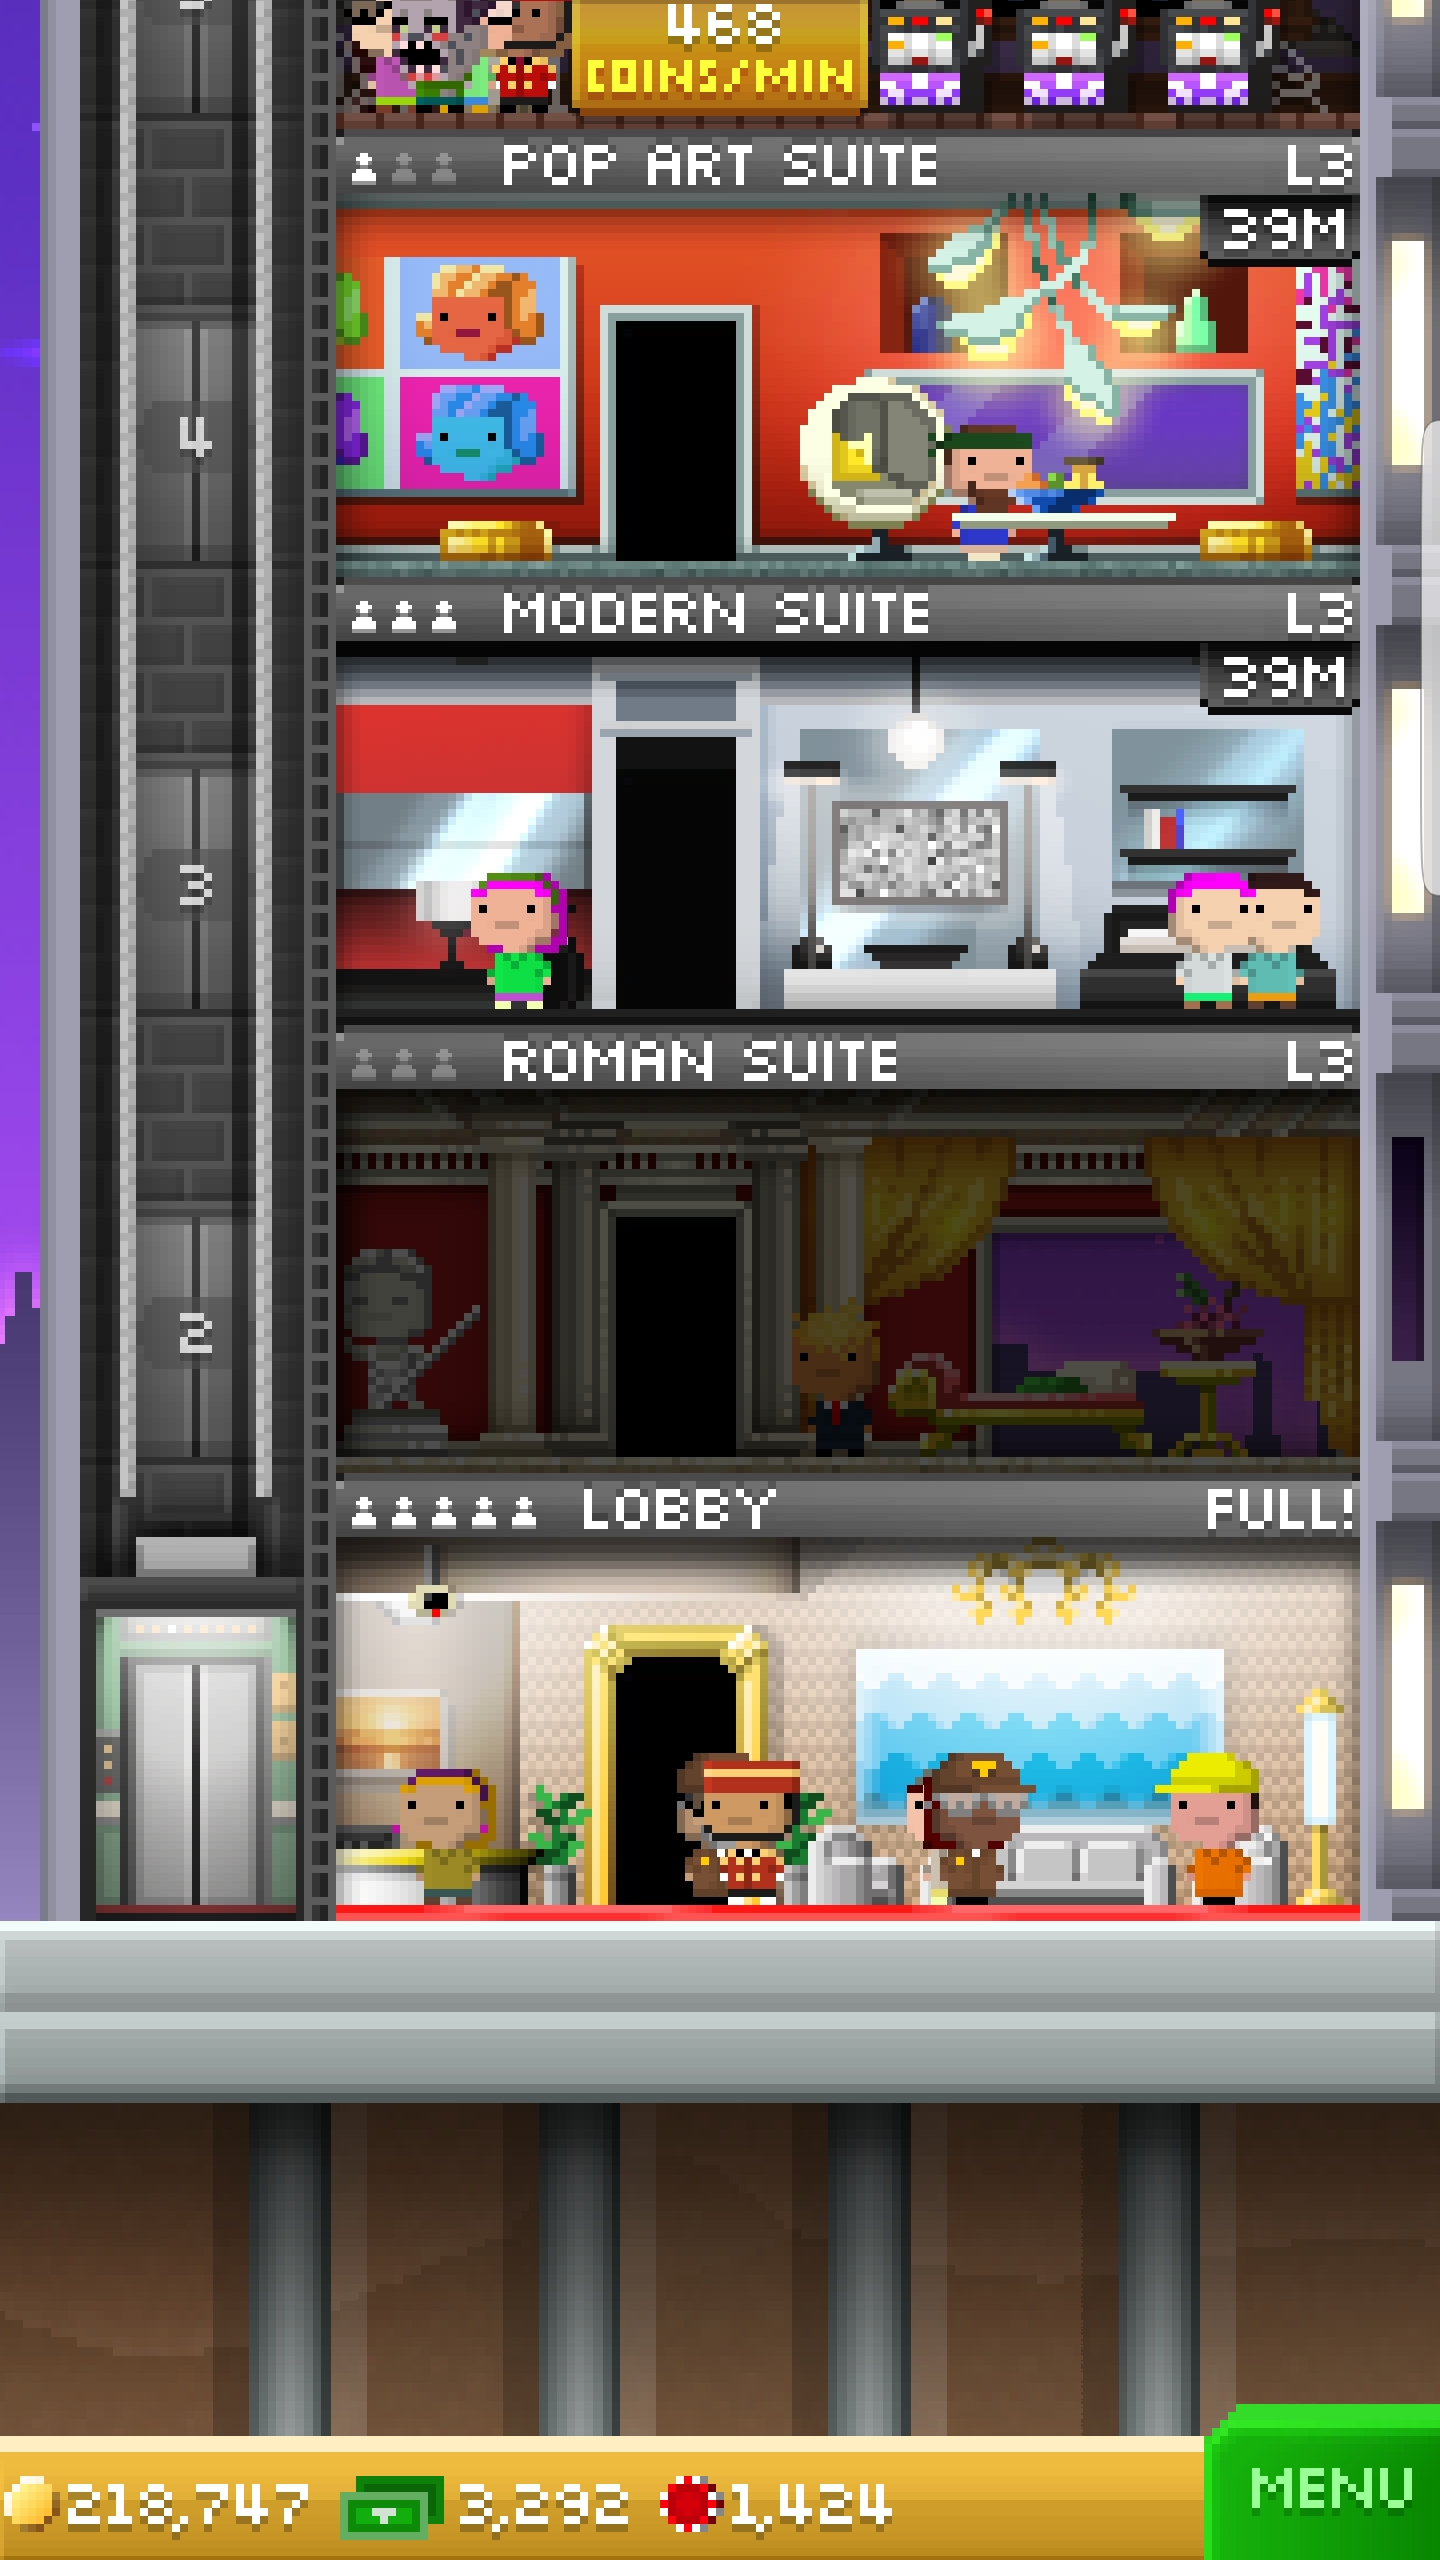 468
COINS/MIN
POP ART SUITE L3
39M
4
MODERN SUITE L3
39M
3
ROMAN SUITE L3
2
LOBBY FULL!
218,747 3,292 1,424 MENU